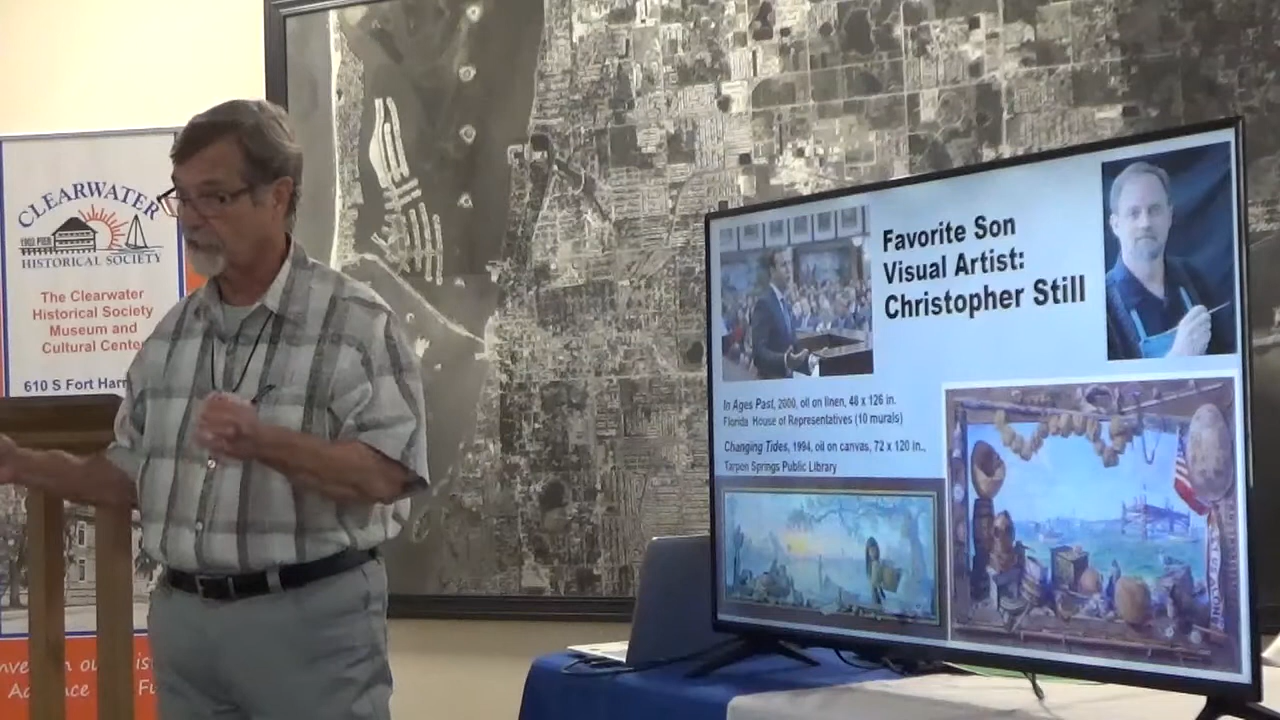 CLEARWATER
HISTORICAL SOCIETY
The Clearwater
Historical Society
Museum and
Cultural Center
610 S Fort Harr
Favorite Son
Visual Artist:
Christopher Still
In Ages Past, 2000, oil on linen, 48 x 126 in.
Florida House of Representatives (10 murals)
Changing Tides, 1994, oil on canvas, 72 x 120 in.,
Tarpon Springs Public Library